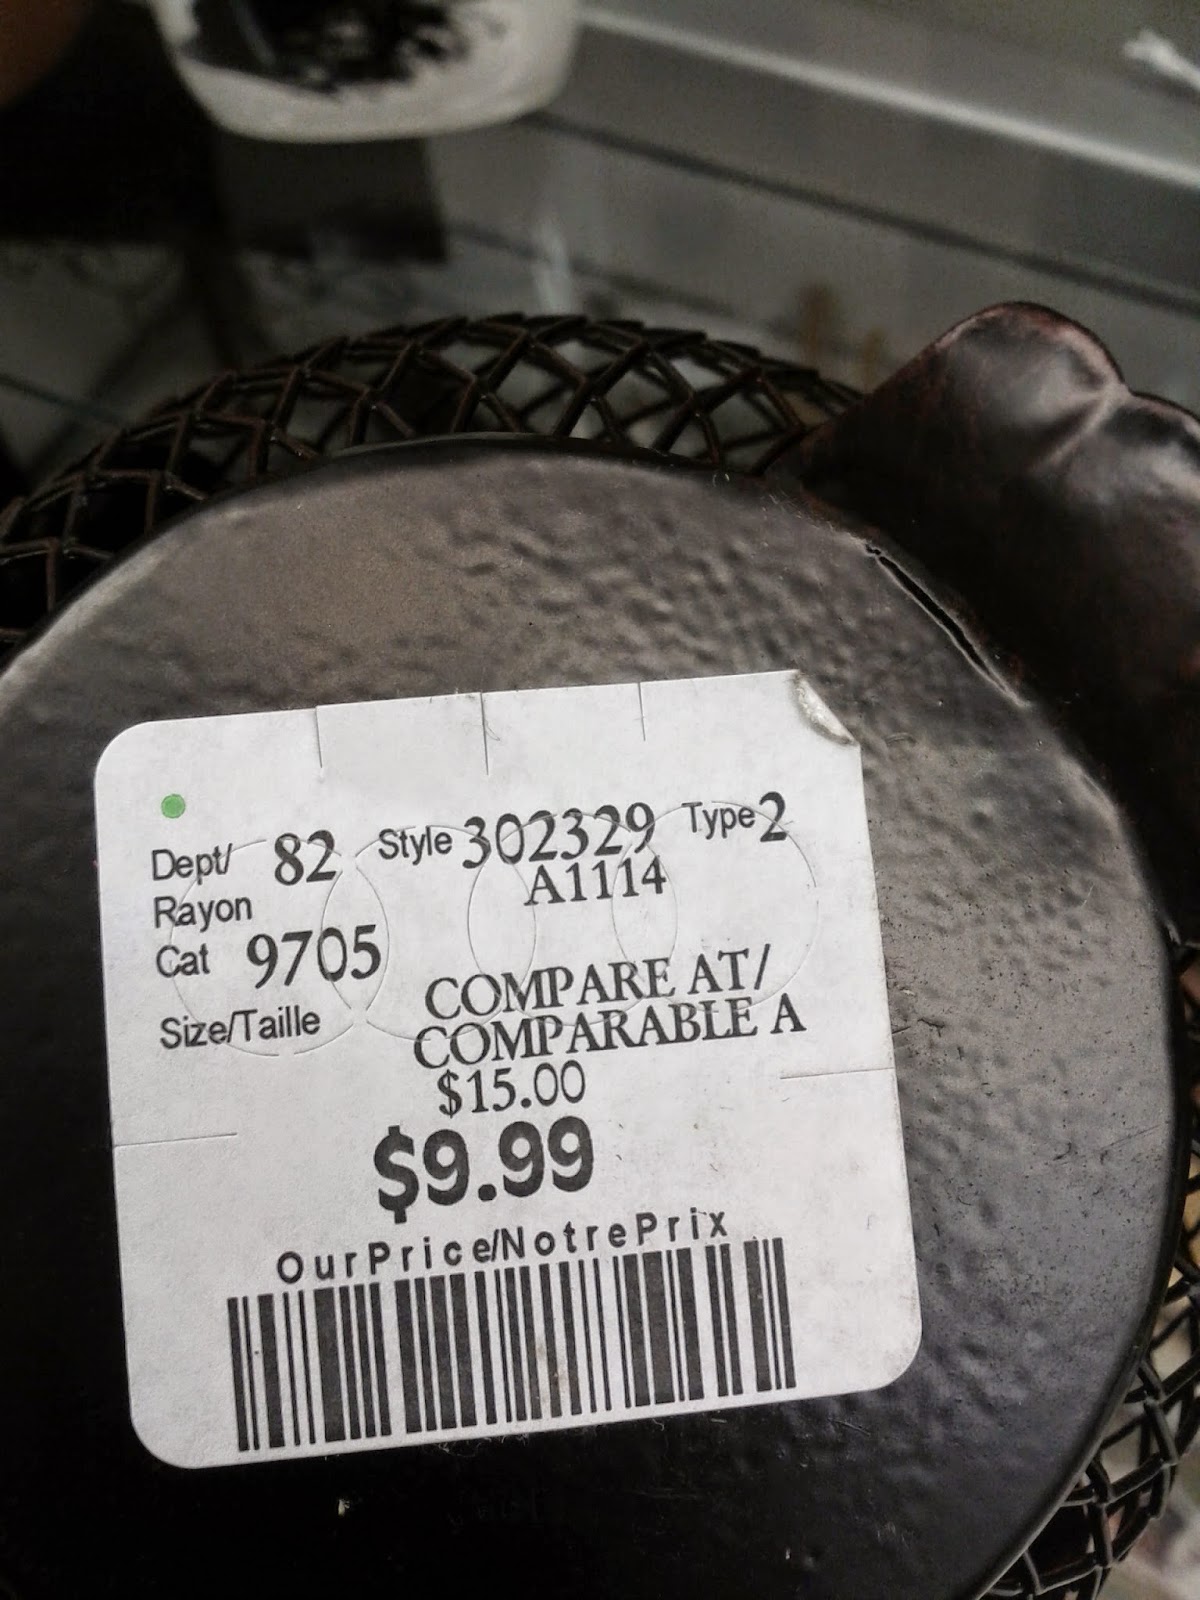 Dept/ 82 Style 302329 Type 2
Rayon A1114
Cat 9705
Size/Taille
COMPARE AT/
COMPARABLE A
$15.00
$9.99
OurPrice/NotrePrix